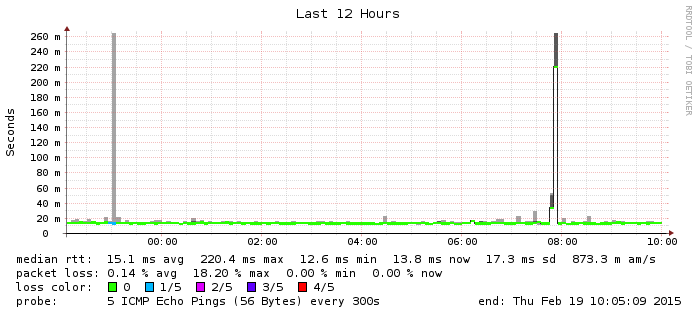 Last 12 Hours
RRDTOOL / TOBI OETIKER
Seconds
260 m
240 m
220 m
200 m
180 m
160 m
140 m
120 m
100 m
80 m
60 m
40 m
20 m
0
00:00 02:00 04:00 06:00 08:00 10:00
median rtt: 15.1 ms avg 220.4 ms max 12.6 ms min 13.8 ms now 17.3 ms sd 873.3 m am/s
packet loss: 0.14 % avg 18.20 % max 0.00 % min 0.00 % now
loss color: 0 1/5 2/5 3/5 4/5
probe: 5 ICMP Echo Pings (56 Bytes) every 300s end: Thu Feb 19 10:05:09 2015